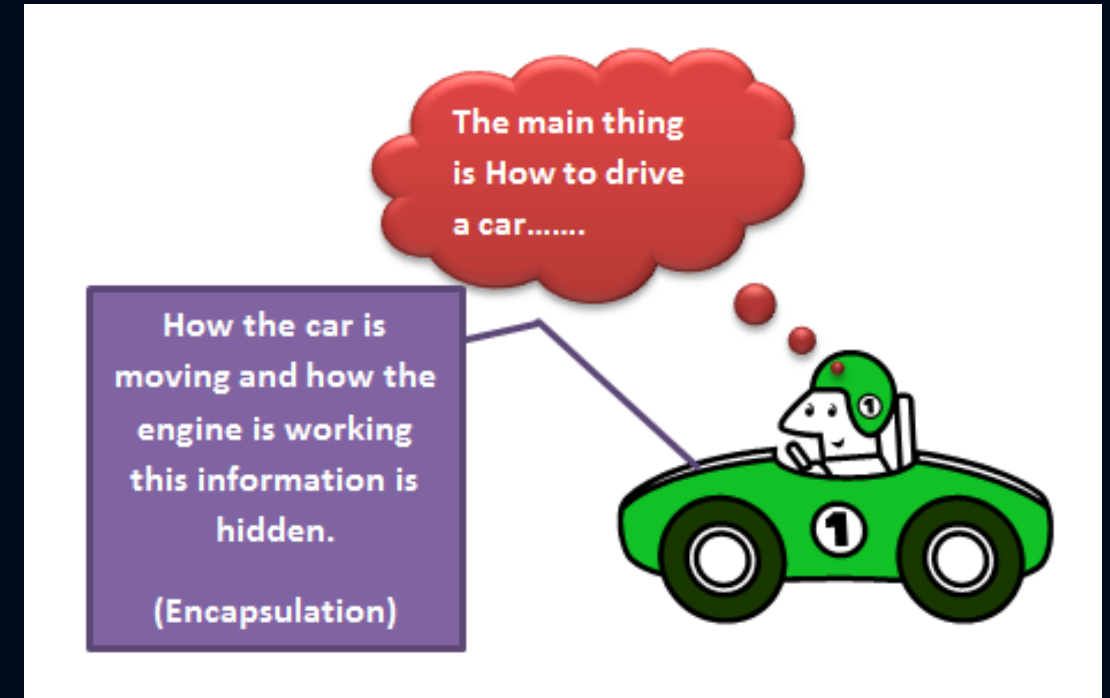 The main thing
is How to drive
a car.......
How the car is
moving and how the
engine is working
this information is
hidden.
(Encapsulation)
1
1